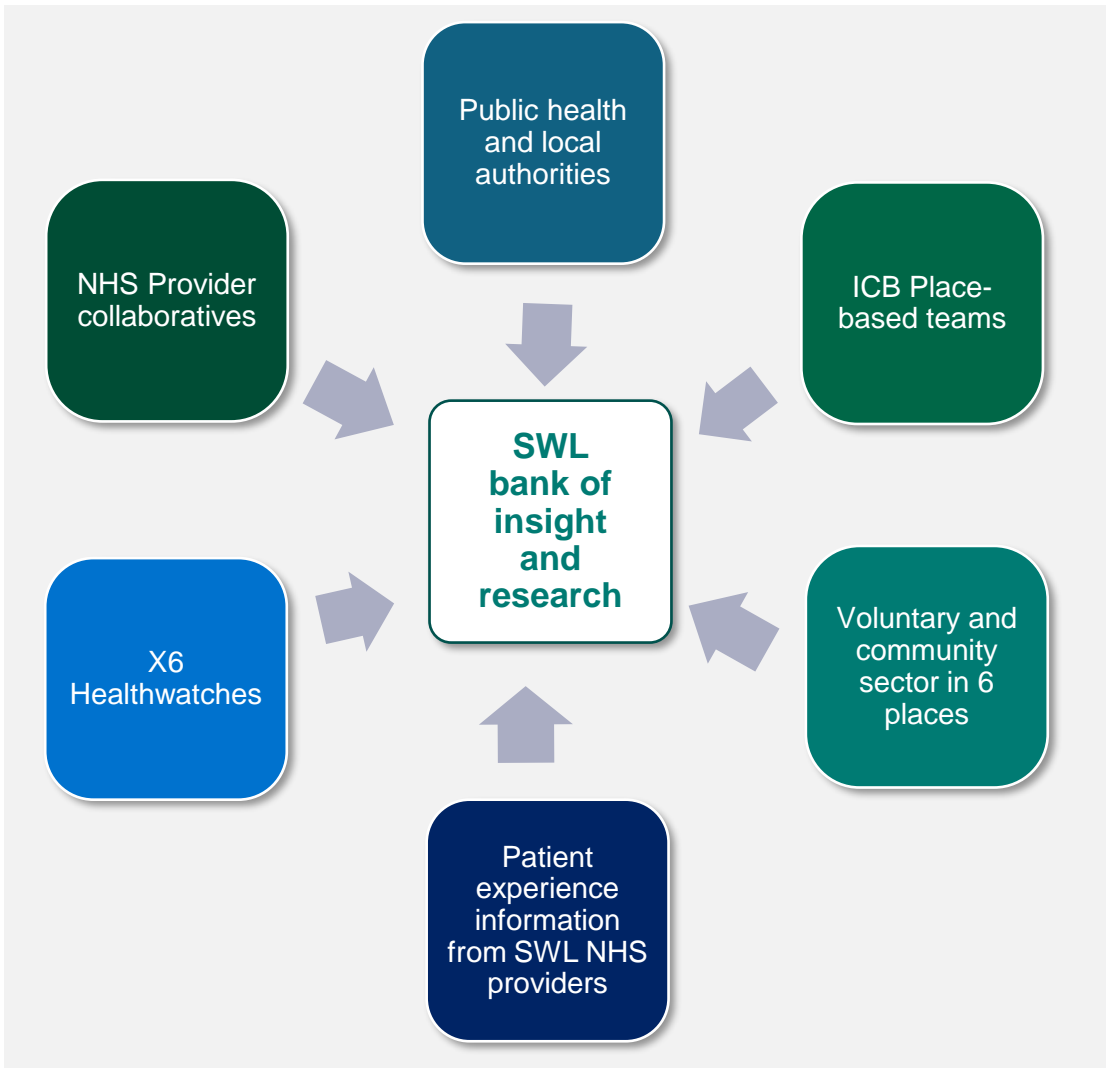 Public health
and local
authorities
NHS Provider
collaboratives
ICB Place-
based teams
SWL
bank of
insight
and
research
X6
Healthwatches
Voluntary and
community
sector in 6
places
Patient
experience
information
from SWL NHS
providers